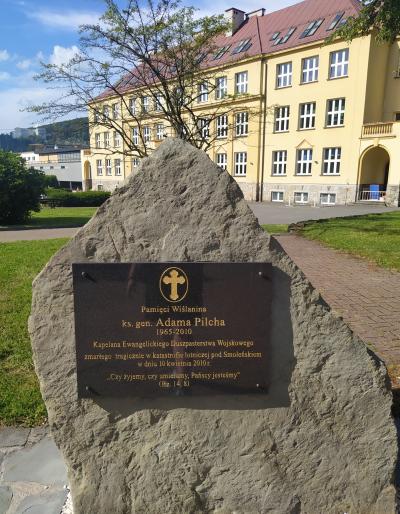 Pamięci Wiślanina
ks. gen. Adama Pilcha
1965-2010
Kapelana Ewangelickiego Duszpasterstwa Wojskowego
zmarłego tragicznie w katastrofie lotniczej pod Smoleńskiem
w dniu 10 kwietnia 2010 r.
„Czy żyjemy, czy umieramy, Pańscy jesteśmy”
(Rz. 14, 8)